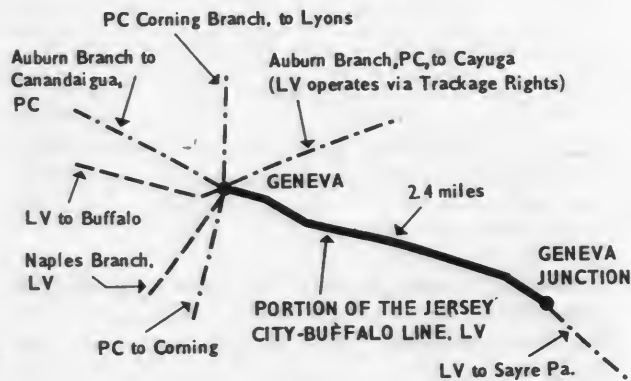 PC Corning Branch, to Lyons
Auburn Branch to
Canandaigua,
PC
Auburn Branch, PC, to Cayuga
(LV operates via Trackage Rights)
GENEVA
2.4 miles
LV to Buffalo
GENEVA
JUNCTION
Naples Branch,
LV
PORTION OF THE JERSEY
CITY-BUFFALO LINE, LV
PC to Corning
LV to Sayre Pa.